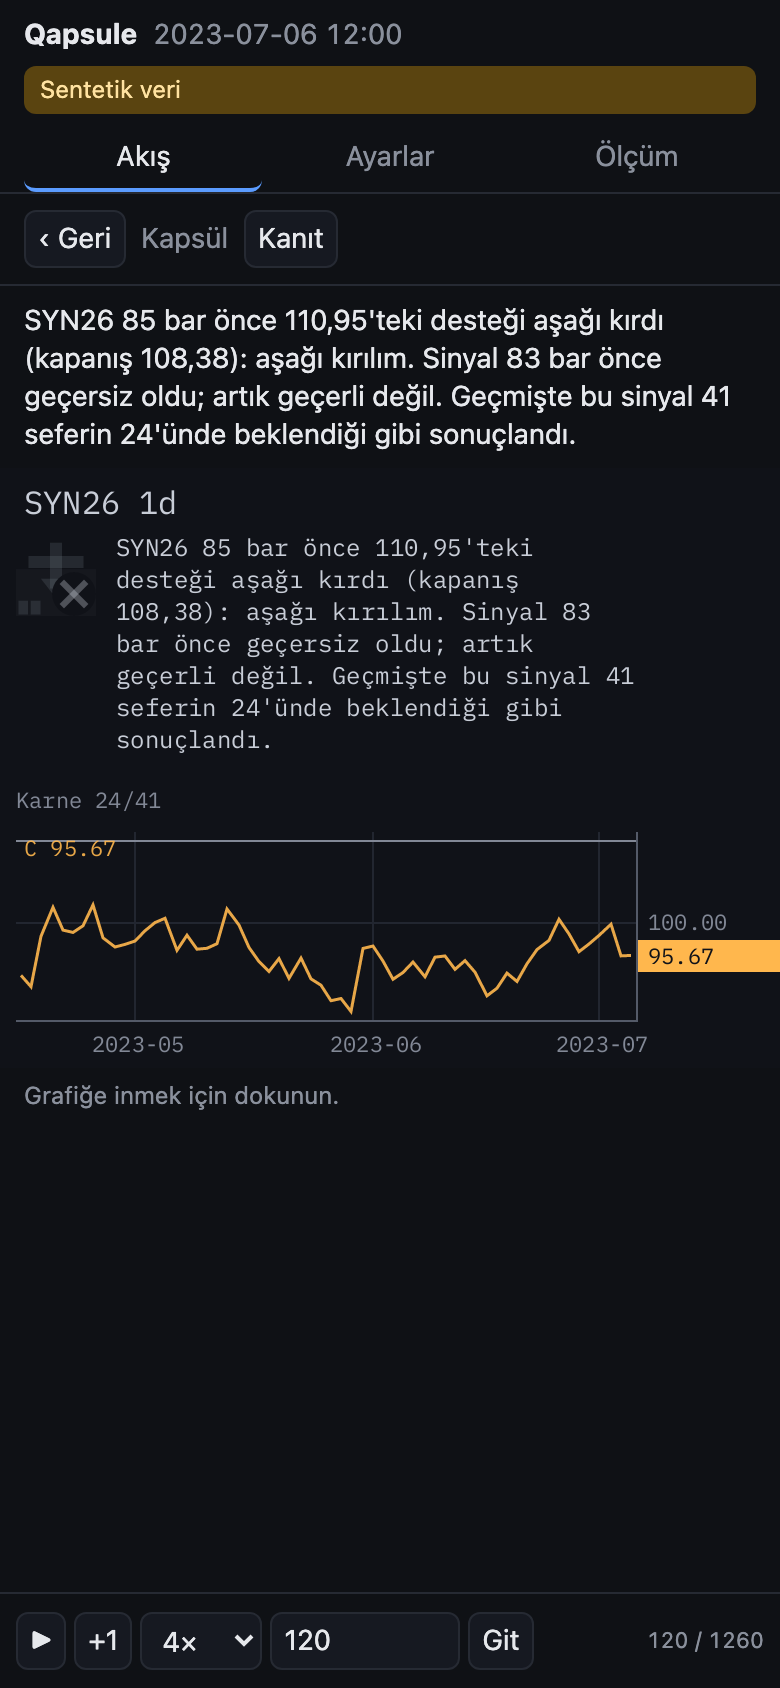 Qapsule 2023-07-06 12:00
Sentetik veri
Akış Ayarlar Ölçüm
‹ Geri Kapsül Kanıt
SYN26 85 bar önce 110,95'teki desteği aşağı kırdı
(kapanış 108,38): aşağı kırılım. Sinyal 83 bar önce
geçersiz oldu; artık geçerli değil. Geçmişte bu sinyal 41
seferin 24'ünde beklendiği gibi sonuçlandı.
SYN26 1d
SYN26 85 bar önce 110,95'teki
desteği aşağı kırdı (kapanış
108,38): aşağı kırılım. Sinyal 83
bar önce geçersiz oldu; artık
geçerli değil. Geçmişte bu sinyal 41
seferin 24'ünde beklendiği gibi
sonuçlandı.
Karne 24/41
C 95.67
100.00
95.67
2023-05 2023-06 2023-07
Grafiğe inmek için dokunun.
+1 4× 120 Git 120 / 1260